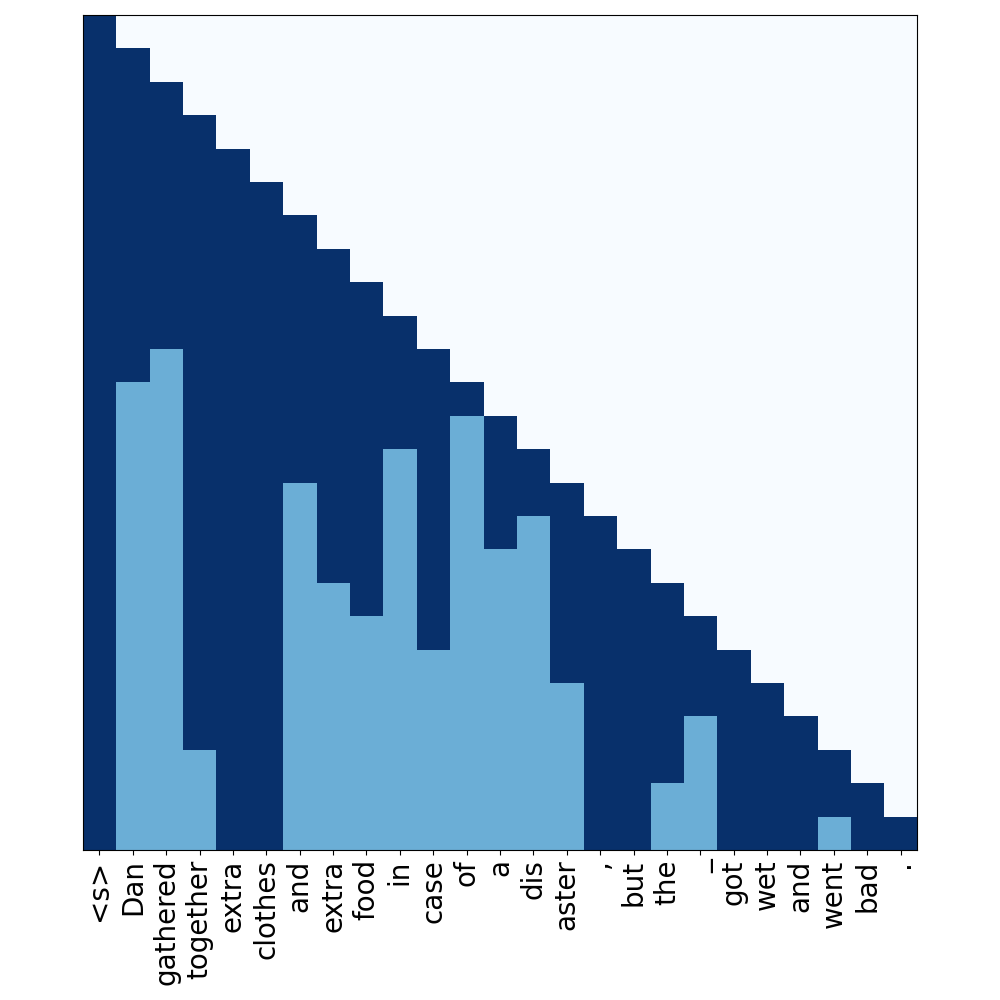 <s> Dan gathered together extra clothes and extra food in case of a dis aster , but the _ got wet and went bad .